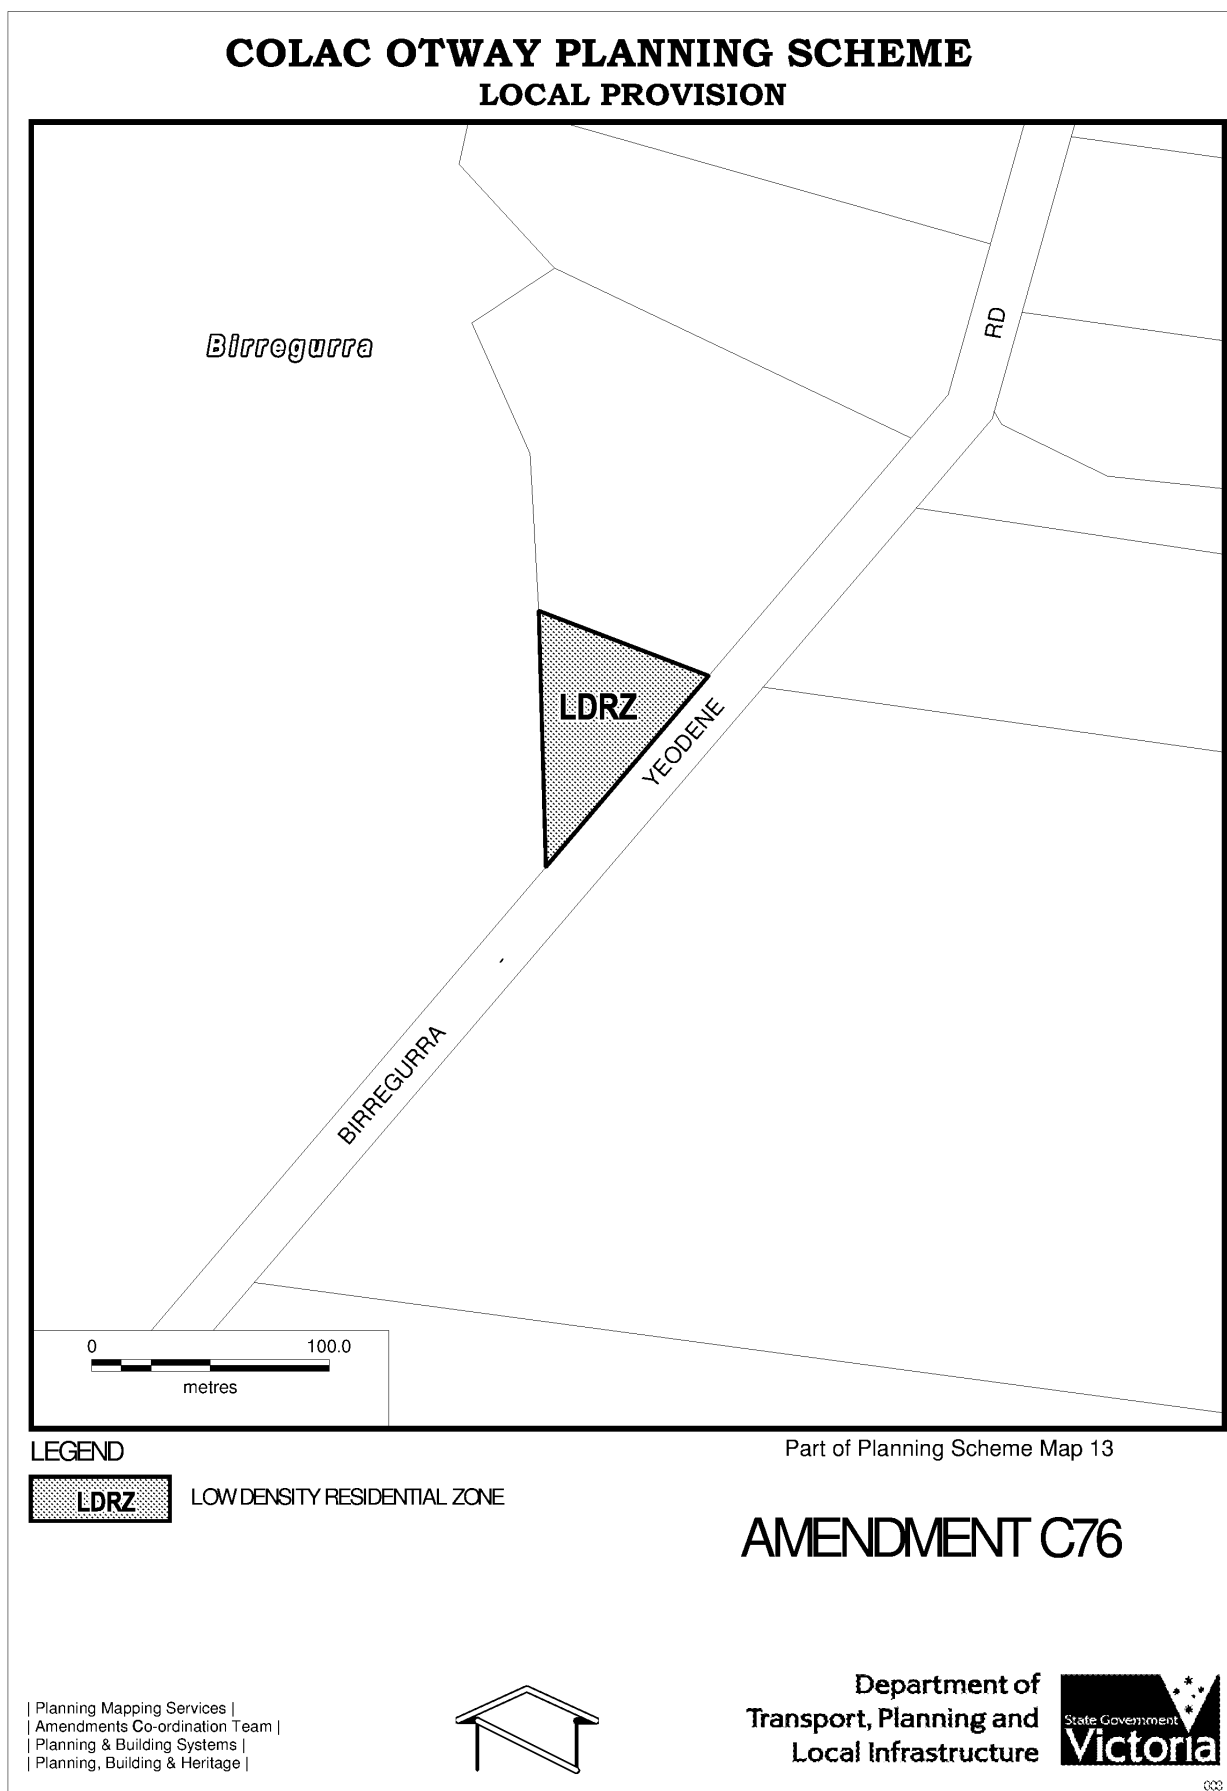 COLAC OTWAY PLANNING SCHEME
LOCAL PROVISION
RD
Birregurra
LDRZ
YEODENE
-
BIRREGURRA
0 100.0
metres
LEGEND
Part of Planning Scheme Map 13
LDRZ LOW DENSITY RESIDENTIAL ZONE
AMENDMENT C76
| Planning Mapping Services |
| Amendments Co-ordination Team |
| Planning & Building Systems |
| Planning, Building & Heritage |
Department of
Transport, Planning and
Local Infrastructure
State Government
Victoria